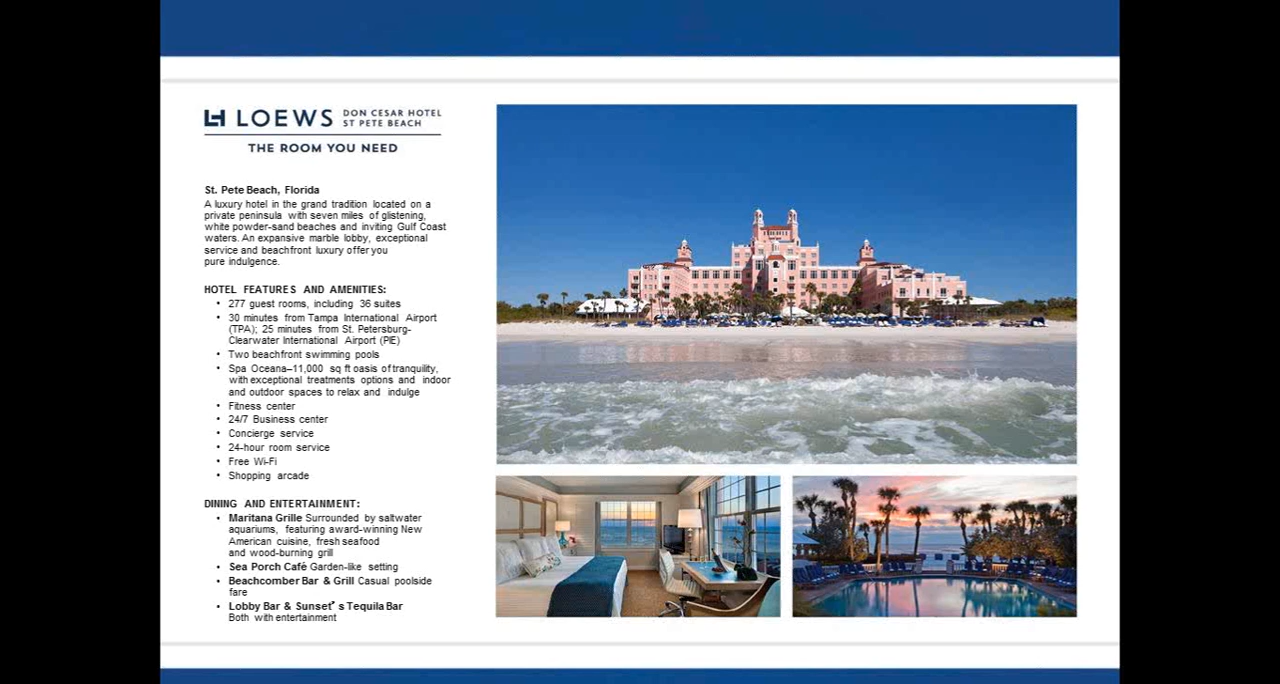 LOEWS
DON CESAR HOTEL
ST PETE BEACH
THE ROOM YOU NEED
St. Pete Beach, Florida
A luxury hotel in the grand tradition located on a
private peninsula with seven miles of glistening,
white powder-sand beaches and inviting Gulf Coast
waters. An expansive marble lobby, exceptional
service and beachfront luxury offer you
pure indulgence.
HOTEL FEATURES AND AMENITIES:
• 277 guest rooms, including 36 suites
• 30 minutes from Tampa International Airport
(TPA); 25 minutes from St. Petersburg-
Clearwater International Airport (PIE)
• Two beachfront swimming pools
• Spa Oceana–11,000 sq ft oasis of tranquility,
with exceptional treatments options and indoor
and outdoor spaces to relax and indulge
• Fitness center
• 24/7 Business center
• Concierge service
• 24-hour room service
• Free Wi-Fi
• Shopping arcade
DINING AND ENTERTAINMENT:
• Maritana Grille Surrounded by saltwater
aquariums, featuring award-winning New
American cuisine, fresh seafood
and wood-burning grill
• Sea Porch Café Garden-like setting
• Beachcomber Bar & Grill Casual poolside
fare
• Lobby Bar & Sunset’s Tequila Bar
Both with entertainment